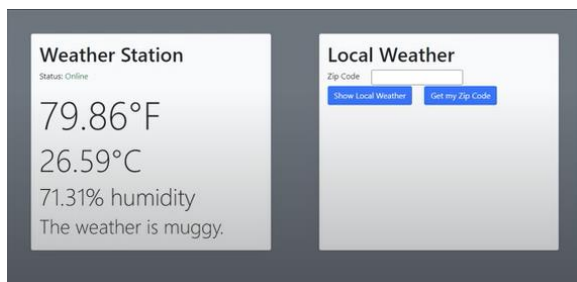 Weather Station
Status: Online
79.86°F
26.59°C
71.31% humidity
The weather is muggy.
Local Weather
Zip Code
Show Local Weather
Get my Zip Code